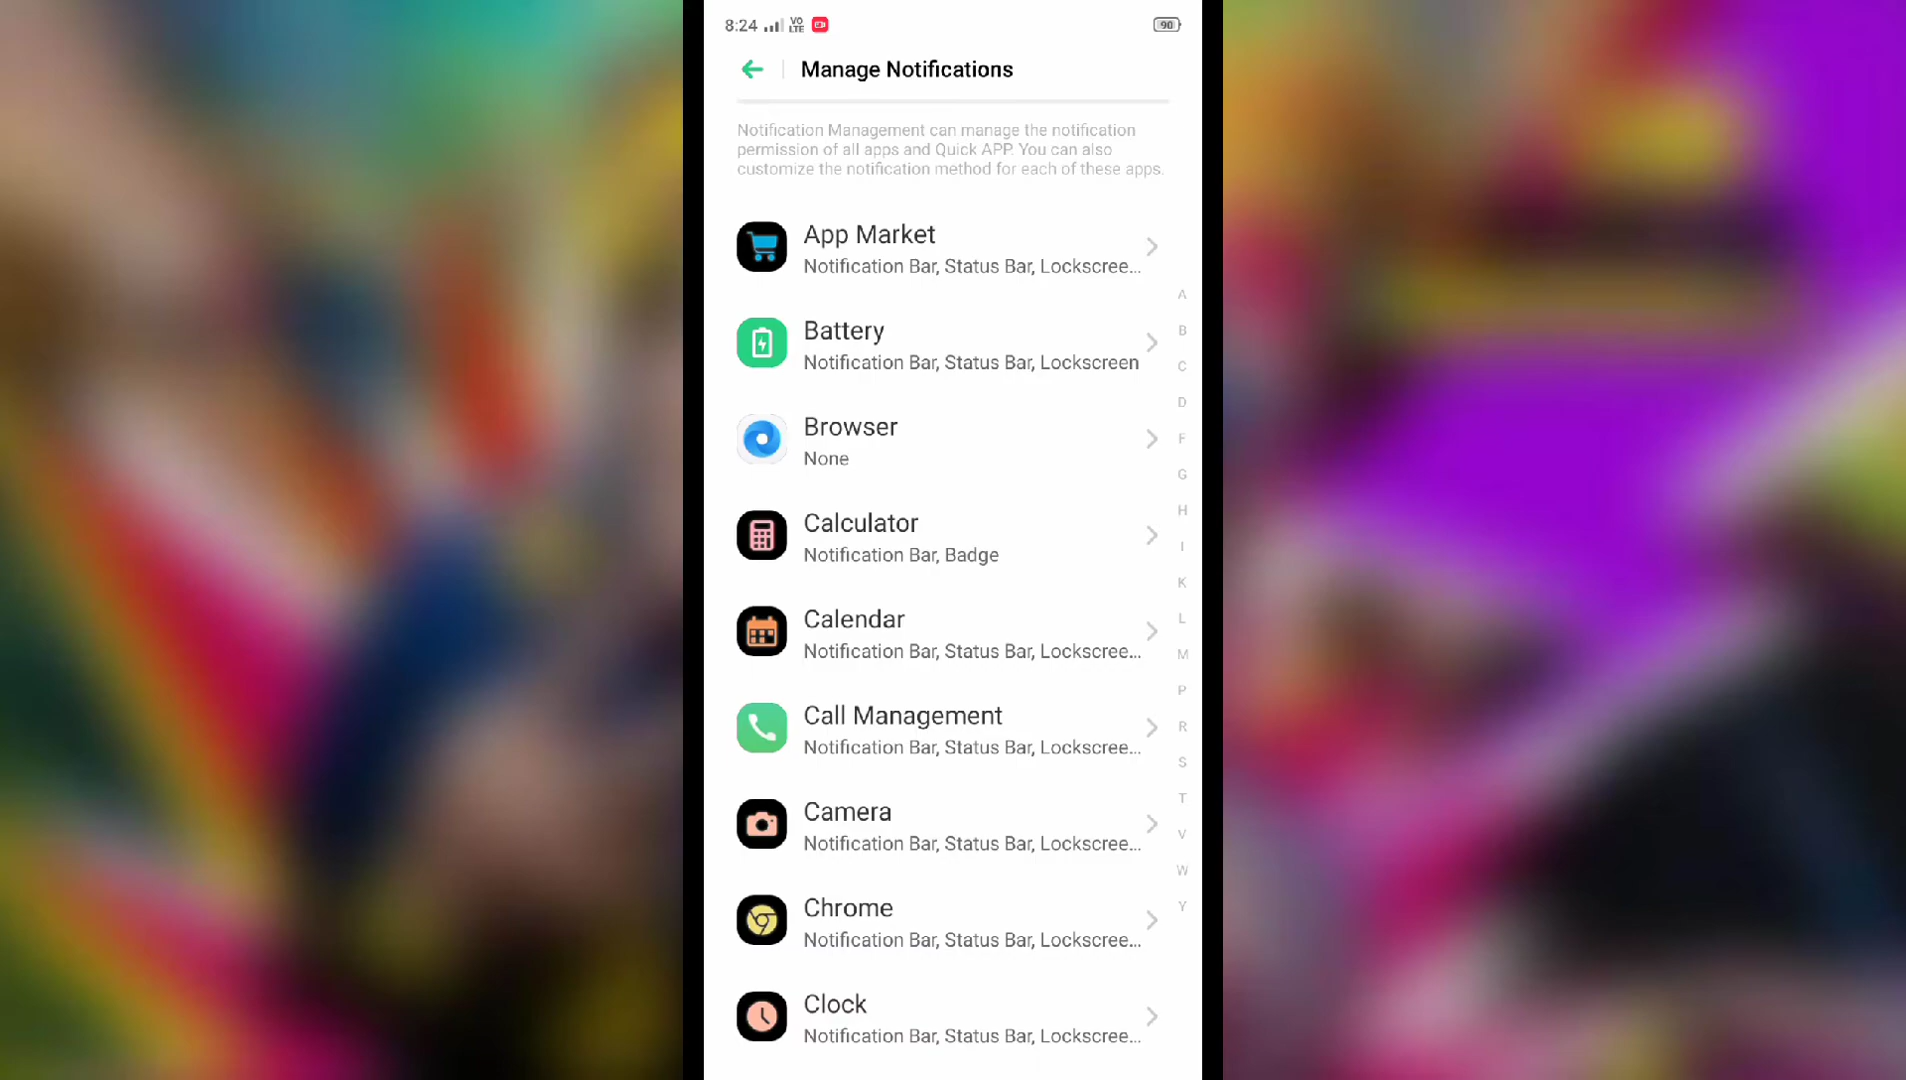 8:24 VO LTE 90
Manage Notifications
Notification Management can manage the notification
permission of all apps and Quick APP. You can also
customize the notification method for each of these apps.
App Market
Notification Bar, Status Bar, Lockscree...
Battery
Notification Bar, Status Bar, Lockscreen
Browser
None
Calculator
Notification Bar, Badge
Calendar
Notification Bar, Status Bar, Lockscree...
Call Management
Notification Bar, Status Bar, Lockscree...
Camera
Notification Bar, Status Bar, Lockscree...
Chrome
Notification Bar, Status Bar, Lockscree...
Clock
Notification Bar, Status Bar, Lockscree...
A
B
C
D
F
G
H
I
K
L
M
P
R
S
T
V
W
Y